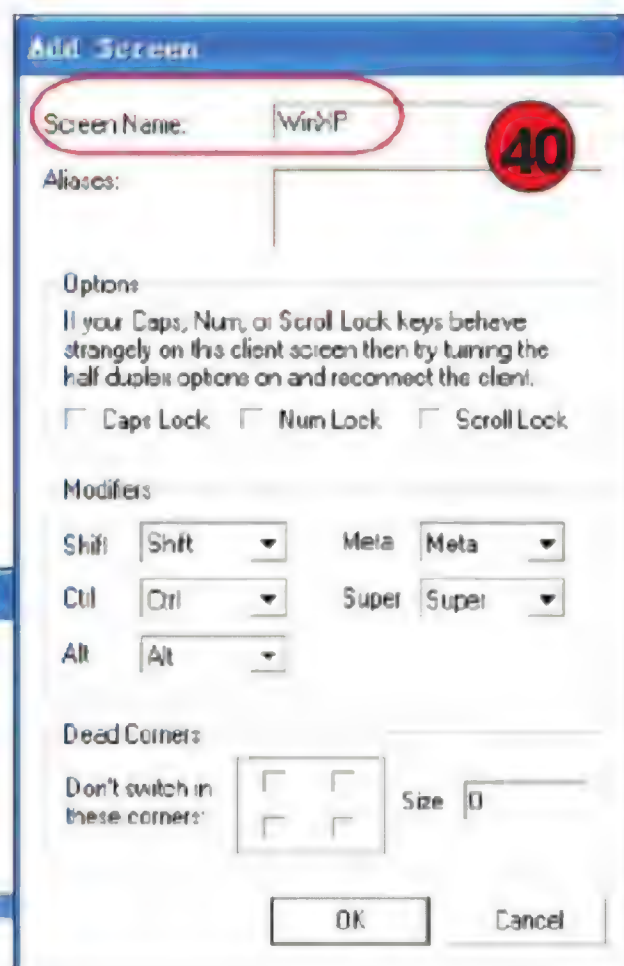 Add Screen
Screen Name: WinXP
40
Aliases:
Options
If your Caps, Num, or Scroll Lock keys behave
strangely on this client screen then try turning the
half duplex options on and reconnect the client.
Caps Lock Num Lock Scroll Lock
Modifiers
Shift Shift Meta Meta
Ctrl Ctrl Super Super
Alt Alt
Dead Corners
Don't switch in
these corners: Size 0
OK Cancel